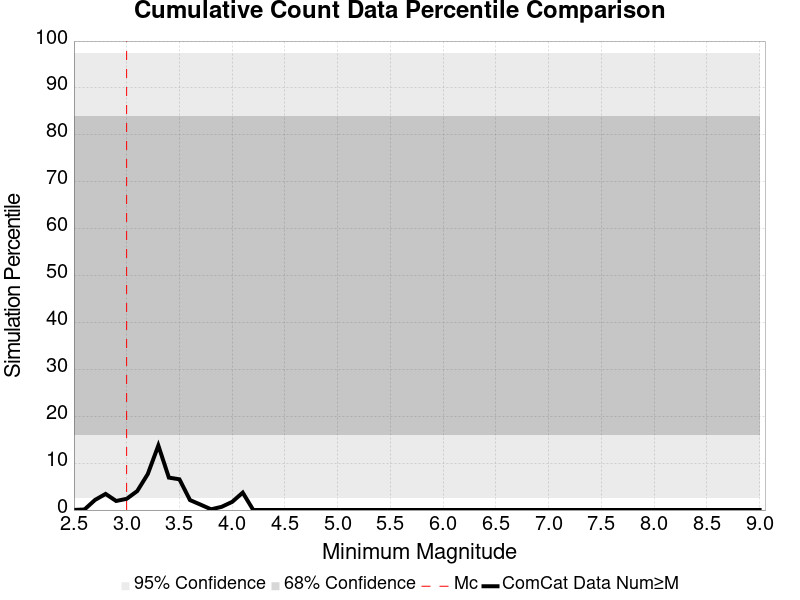 Cumulative Count Data Percentile Comparison
100
90
80
70
60
50
40
30
20
10
0
Simulation Percentile
2.5 3.0 3.5 4.0 4.5 5.0 5.5 6.0 6.5 7.0 7.5 8.0 8.5 9.0
Minimum Magnitude
95% Confidence 68% Confidence Mc ComCat Data Num≥M